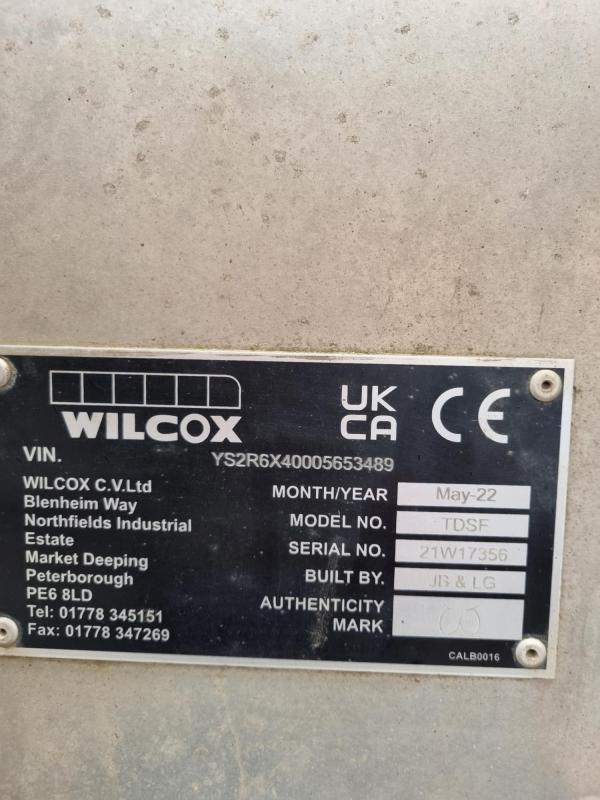 WILCOX
UK
CA
CE
VIN. YS2R6X40005653489
WILCOX C.V.Ltd
Blenheim Way
Northfields Industrial
Estate
Market Deeping
Peterborough
PE6 8LD
Tel: 01778 345151
Fax: 01778 347269
MONTH/YEAR May-22
MODEL NO. TDSF
SERIAL NO. 21W17356
BUILT BY. JB & LG
AUTHENTICITY
MARK
CALB0016